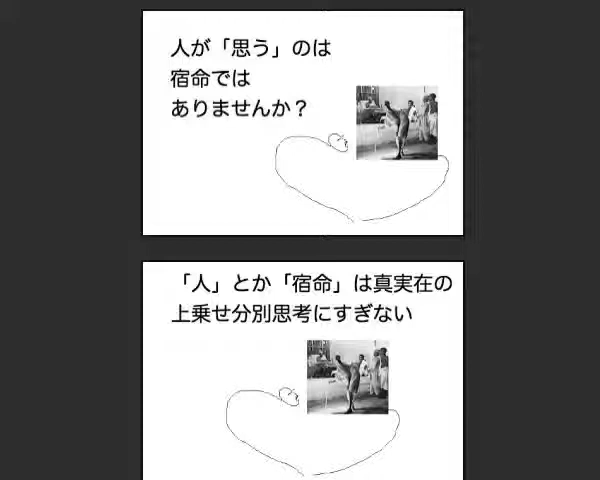 人が「思う」のは
宿命では
ありませんか？
「人」とか「宿命」は真実在の
上乗せ分別思考にすぎない